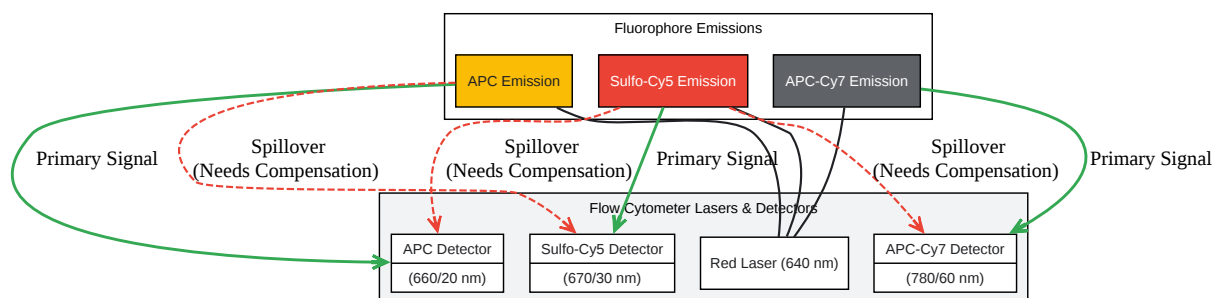 Fluorophore Emissions
APC Emission
Sulfo-Cy5 Emission
APC-Cy7 Emission
Primary Signal
Spillover
(Needs Compensation)
Spillover
(Needs Compensation)
Primary Signal
Spillover
(Needs Compensation)
Primary Signal
Flow Cytometer Lasers & Detectors
APC Detector
(660/20 nm)
Sulfo-Cy5 Detector
(670/30 nm)
Red Laser (640 nm)
APC-Cy7 Detector
(780/60 nm)